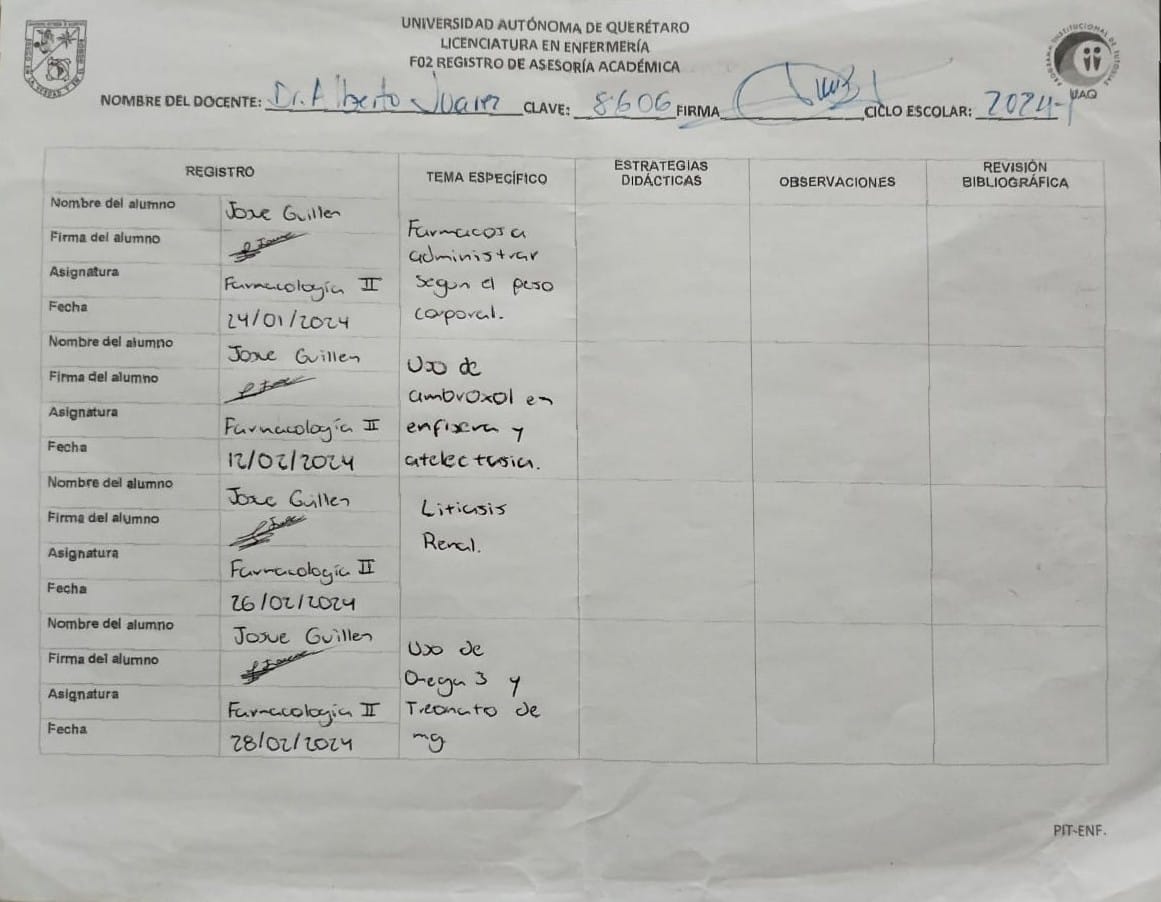 UNIVERSIDAD AUTÓNOMA DE QUERÉTARO
LICENCIATURA EN ENFERMERÍA
F02 REGISTRO DE ASESORÍA ACADÉMICA
NOMBRE DEL DOCENTE: Dr. Alberto Juarez CLAVE: 8606 FIRMA CICLO ESCOLAR: 2024-1
UAQ
REGISTRO TEMA ESPECÍFICO ESTRATEGIAS DIDÁCTICAS OBSERVACIONES REVISIÓN BIBLIOGRÁFICA
Nombre del alumno Josue Guillen
Firma del alumno
Asignatura Farmacología II
Fecha 24/01/2024
Farmacos a
administrar
Segun el peso
corporal.
Nombre del alumno Josue Guillen
Firma del alumno
Asignatura Farmacología II
Fecha 12/02/2024
Uso de
ambroxol en
enfisema y
atelectasia.
Nombre del alumno Josue Guillen
Firma del alumno
Asignatura Farmacología II
Fecha 26/02/2024
Litiasis
Renal.
Nombre del alumno Josue Guillen
Firma del alumno
Asignatura Farmacología II
Fecha 28/02/2024
Uso de
Omega 3 y
Treonato de
mg
PIT-ENF.